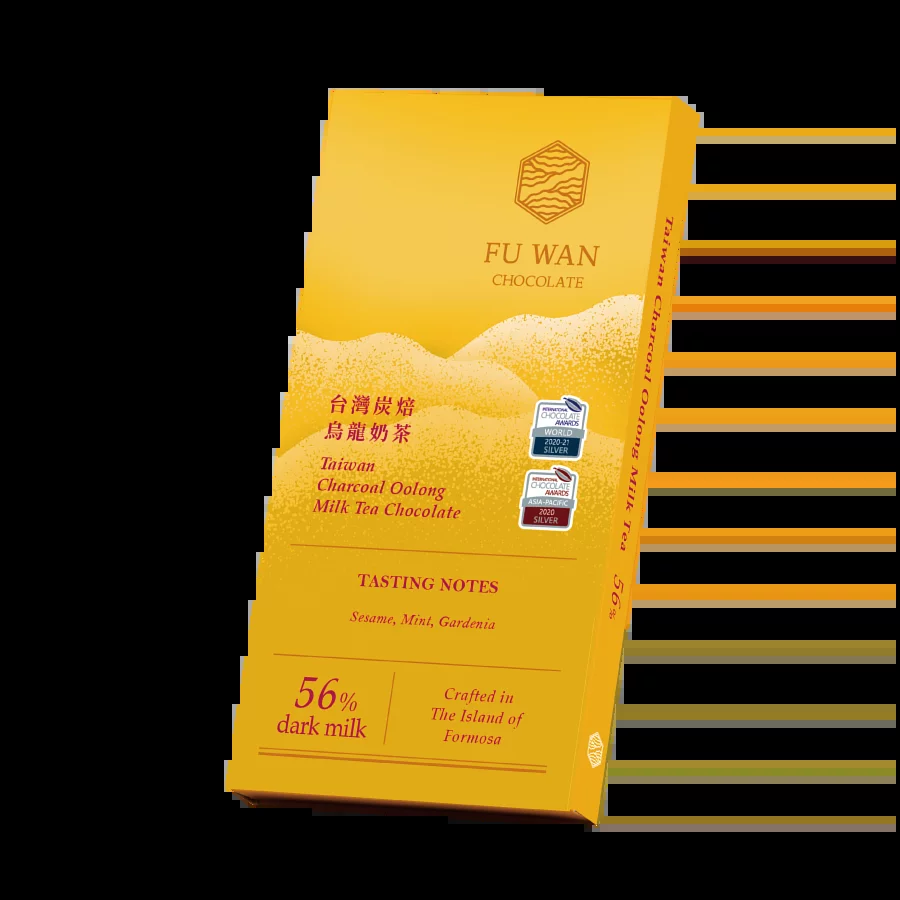 FU WAN
CHOCOLATE
台灣炭焙
烏龍奶茶
Taiwan
Charcoal Oolong
Milk Tea Chocolate
INTERNATIONAL
CHOCOLATE
AWARDS
WORLD
2020-21
SILVER
INTERNATIONAL
CHOCOLATE
AWARDS
ASIA-PACIFIC
2020
SILVER
TASTING NOTES
Sesame, Mint, Gardenia
56%
dark milk
Crafted in
The Island of
Formosa
Taiwan Charcoal Oolong Milk Tea 56%